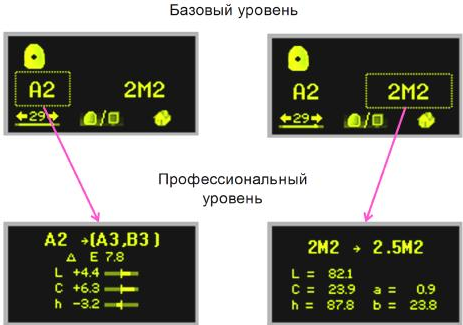 Базовый уровень
A2 2M2
←29→ /
A2 2M2
←29→ /
Профессиональный
уровень
A2 →(A3,B3)
Δ E 7.8
L +4.4
C +6.3
h −3.2
2M2 → 2.5M2
L = 82.1
C = 23.9 a = 0.9
h = 87.8 b = 23.8